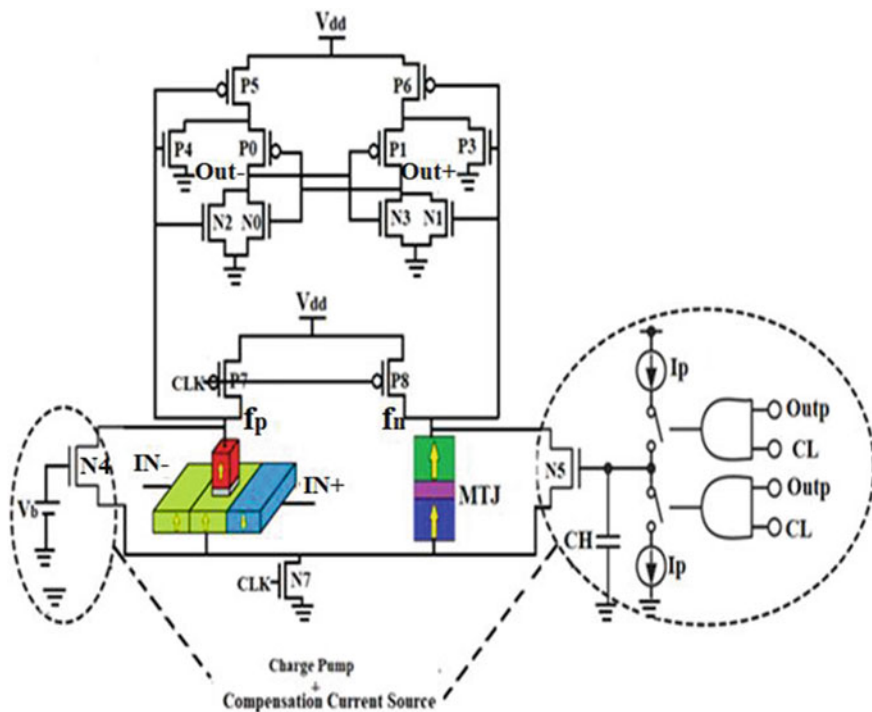 Vdd
P5
P6
P4
P0
P1
P3
Out-
Out+
N2
N0
N3
N1
Vdd
CLK
P7
P8
fp
fn
N4
IN-
IN+
Vb
MTJ
N5
CH
Ip
Outp
CL
Outp
CL
Ip
CLK
N7
Charge Pump
+
Compensation Current Source